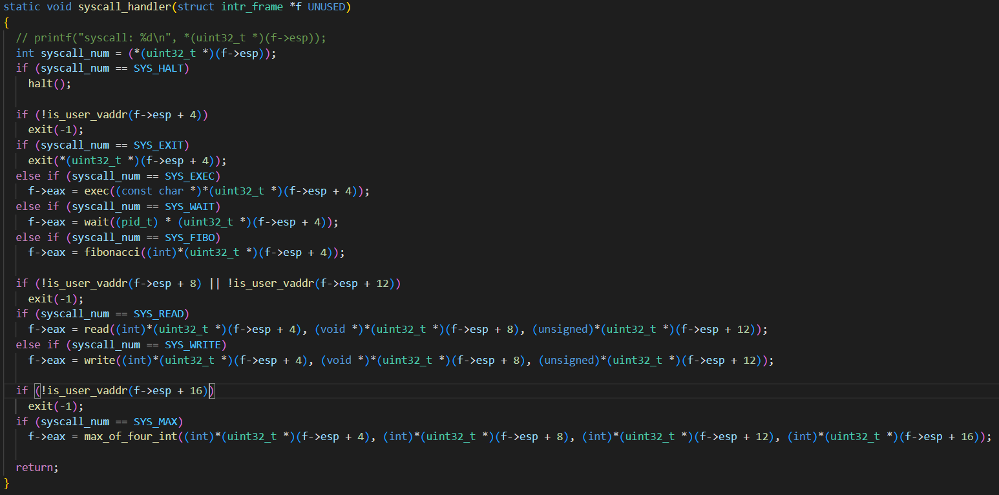 static void syscall_handler(struct intr_frame *f UNUSED)
{
  // printf("syscall: %d\n", *(uint32_t *)(f->esp));
  int syscall_num = (*(uint32_t *)(f->esp));
  if (syscall_num == SYS_HALT)
    halt();

  if (!is_user_vaddr(f->esp + 4))
    exit(-1);
  if (syscall_num == SYS_EXIT)
    exit(*(uint32_t *)(f->esp + 4));
  else if (syscall_num == SYS_EXEC)
    f->eax = exec((const char *)*(uint32_t *)(f->esp + 4));
  else if (syscall_num == SYS_WAIT)
    f->eax = wait((pid_t) * (uint32_t *)(f->esp + 4));
  else if (syscall_num == SYS_FIBO)
    f->eax = fibonacci((int)*(uint32_t *)(f->esp + 4));

  if (!is_user_vaddr(f->esp + 8) || !is_user_vaddr(f->esp + 12))
    exit(-1);
  if (syscall_num == SYS_READ)
    f->eax = read((int)*(uint32_t *)(f->esp + 4), (void *)*(uint32_t *)(f->esp + 8), (unsigned)*(uint32_t *)(f->esp + 12));
  else if (syscall_num == SYS_WRITE)
    f->eax = write((int)*(uint32_t *)(f->esp + 4), (void *)*(uint32_t *)(f->esp + 8), (unsigned)*(uint32_t *)(f->esp + 12));

  if (!is_user_vaddr(f->esp + 16))
    exit(-1);
  if (syscall_num == SYS_MAX)
    f->eax = max_of_four_int((int)*(uint32_t *)(f->esp + 4), (int)*(uint32_t *)(f->esp + 8), (int)*(uint32_t *)(f->esp + 12), (int)*(uint32_t *)(f->esp + 16));

  return;
}